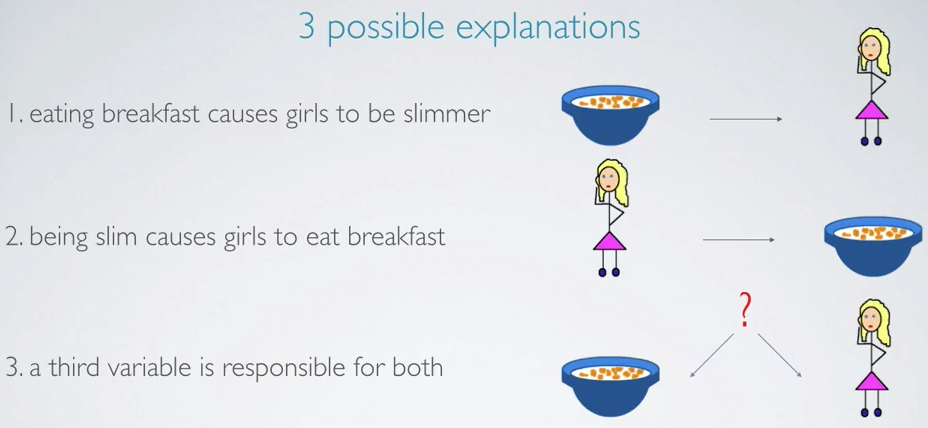 3 possible explanations
1. eating breakfast causes girls to be slimmer
2. being slim causes girls to eat breakfast
?
3. a third variable is responsible for both